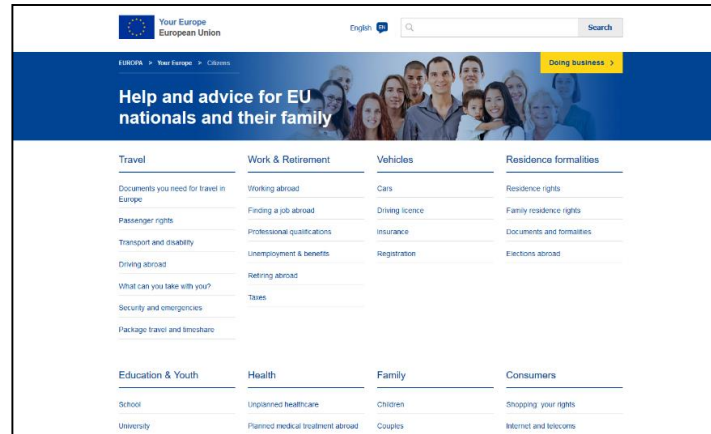 Your Europe
European Union
English EN
Search
EUROPA > Your Europe > Citizens
Doing business >
Help and advice for EU
nationals and their family
Travel
Documents you need for travel in
Europe
Passenger rights
Transport and disability
Driving abroad
What can you take with you?
Security and emergencies
Package travel and timeshare
Work & Retirement
Working abroad
Finding a job abroad
Professional qualifications
Unemployment & benefits
Retiring abroad
Taxes
Vehicles
Cars
Driving licence
Insurance
Registration
Residence formalities
Residence rights
Family residence rights
Documents and formalities
Elections abroad
Education & Youth
School
University
Health
Unplanned healthcare
Planned medical treatment abroad
Family
Children
Couples
Consumers
Shopping: your rights
Internet and telecoms